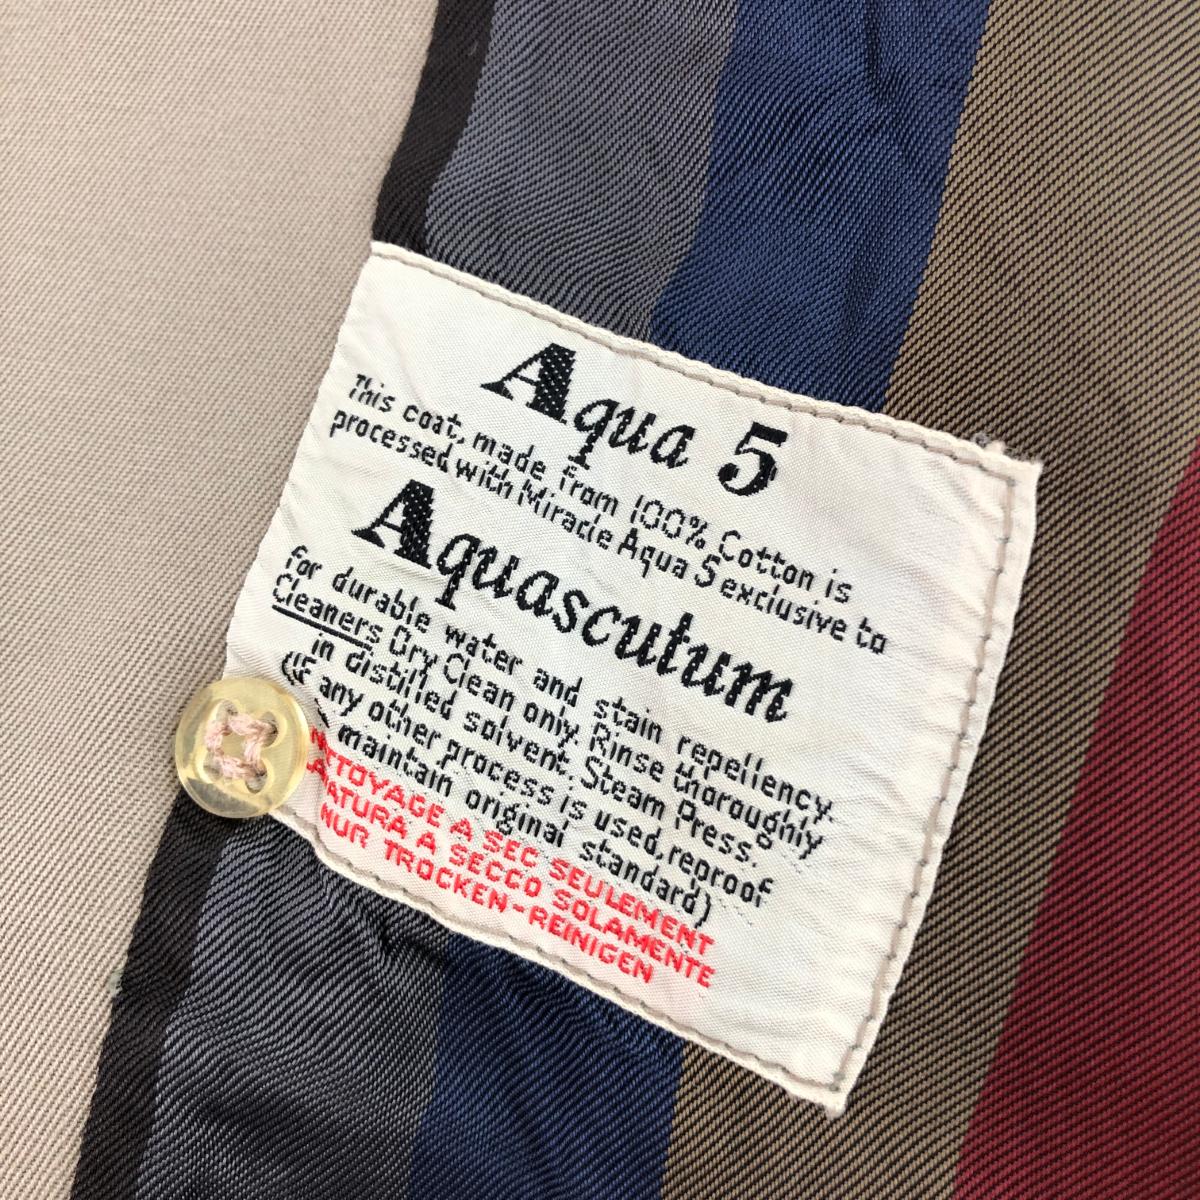 Aqua 5
This coat, made from 100% Cotton is
processed with Miracle Aqua 5 exclusive to
Aquascutum
for durable water and stain repellency.
Cleaners Dry Clean only. Rinse thoroughly
in distilled solvent. Steam Press.
(IF any other process is used, reproof
maintain original standard)
NETTOYAGE A SEC SEULEMENT
NATURA A SECCO SOLAMENTE
NUR TROCKEN-REINIGEN